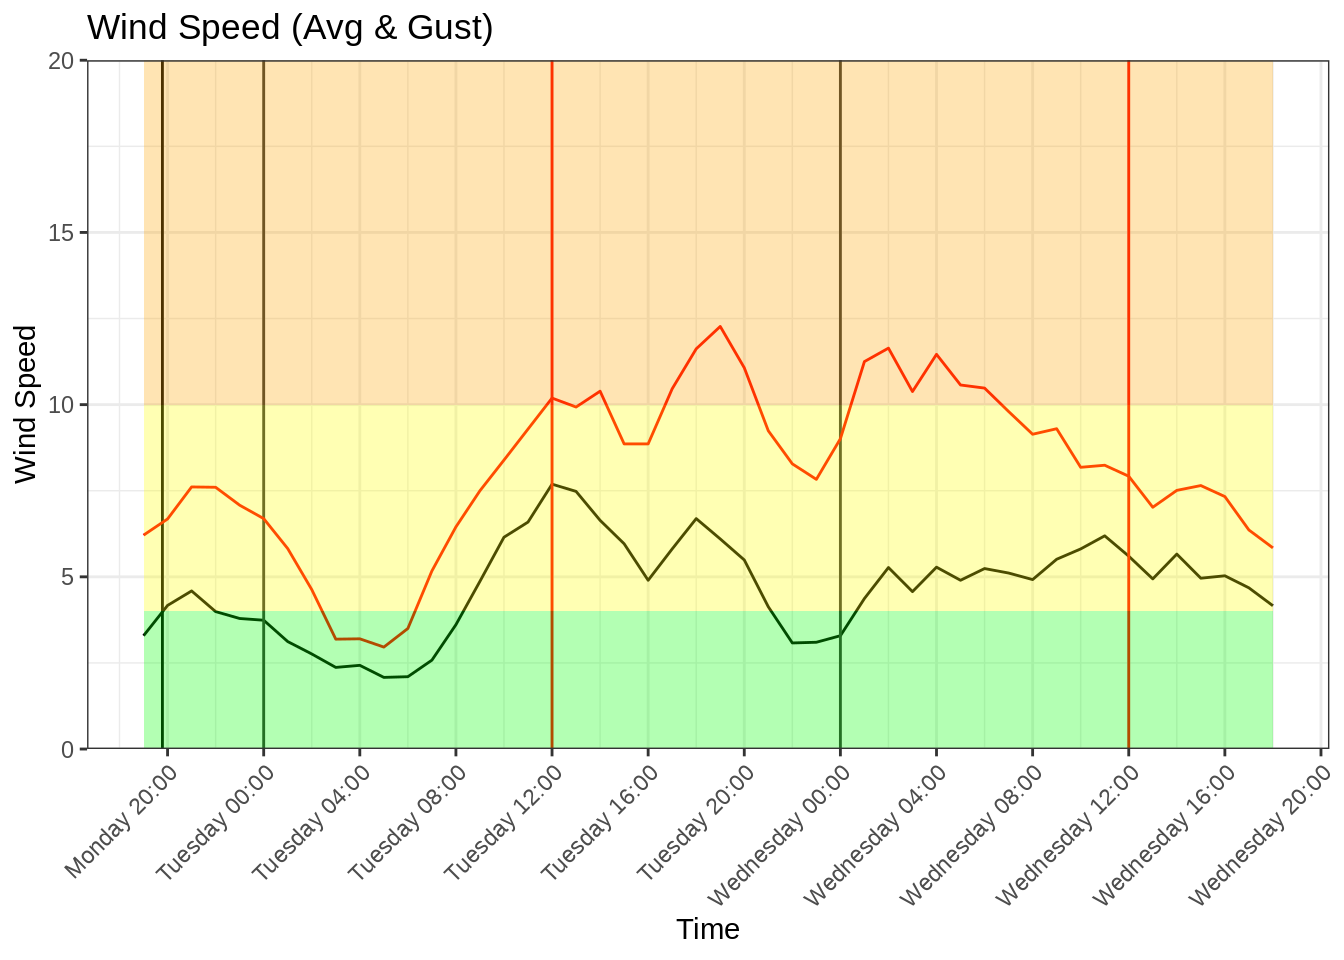 Wind Speed (Avg & Gust)
20
15
10
5
0
Wind Speed
Monday 20:00
Tuesday 00:00
Tuesday 04:00
Tuesday 08:00
Tuesday 12:00
Tuesday 16:00
Tuesday 20:00
Wednesday 00:00
Wednesday 04:00
Wednesday 08:00
Wednesday 12:00
Wednesday 16:00
Wednesday 20:00
Time